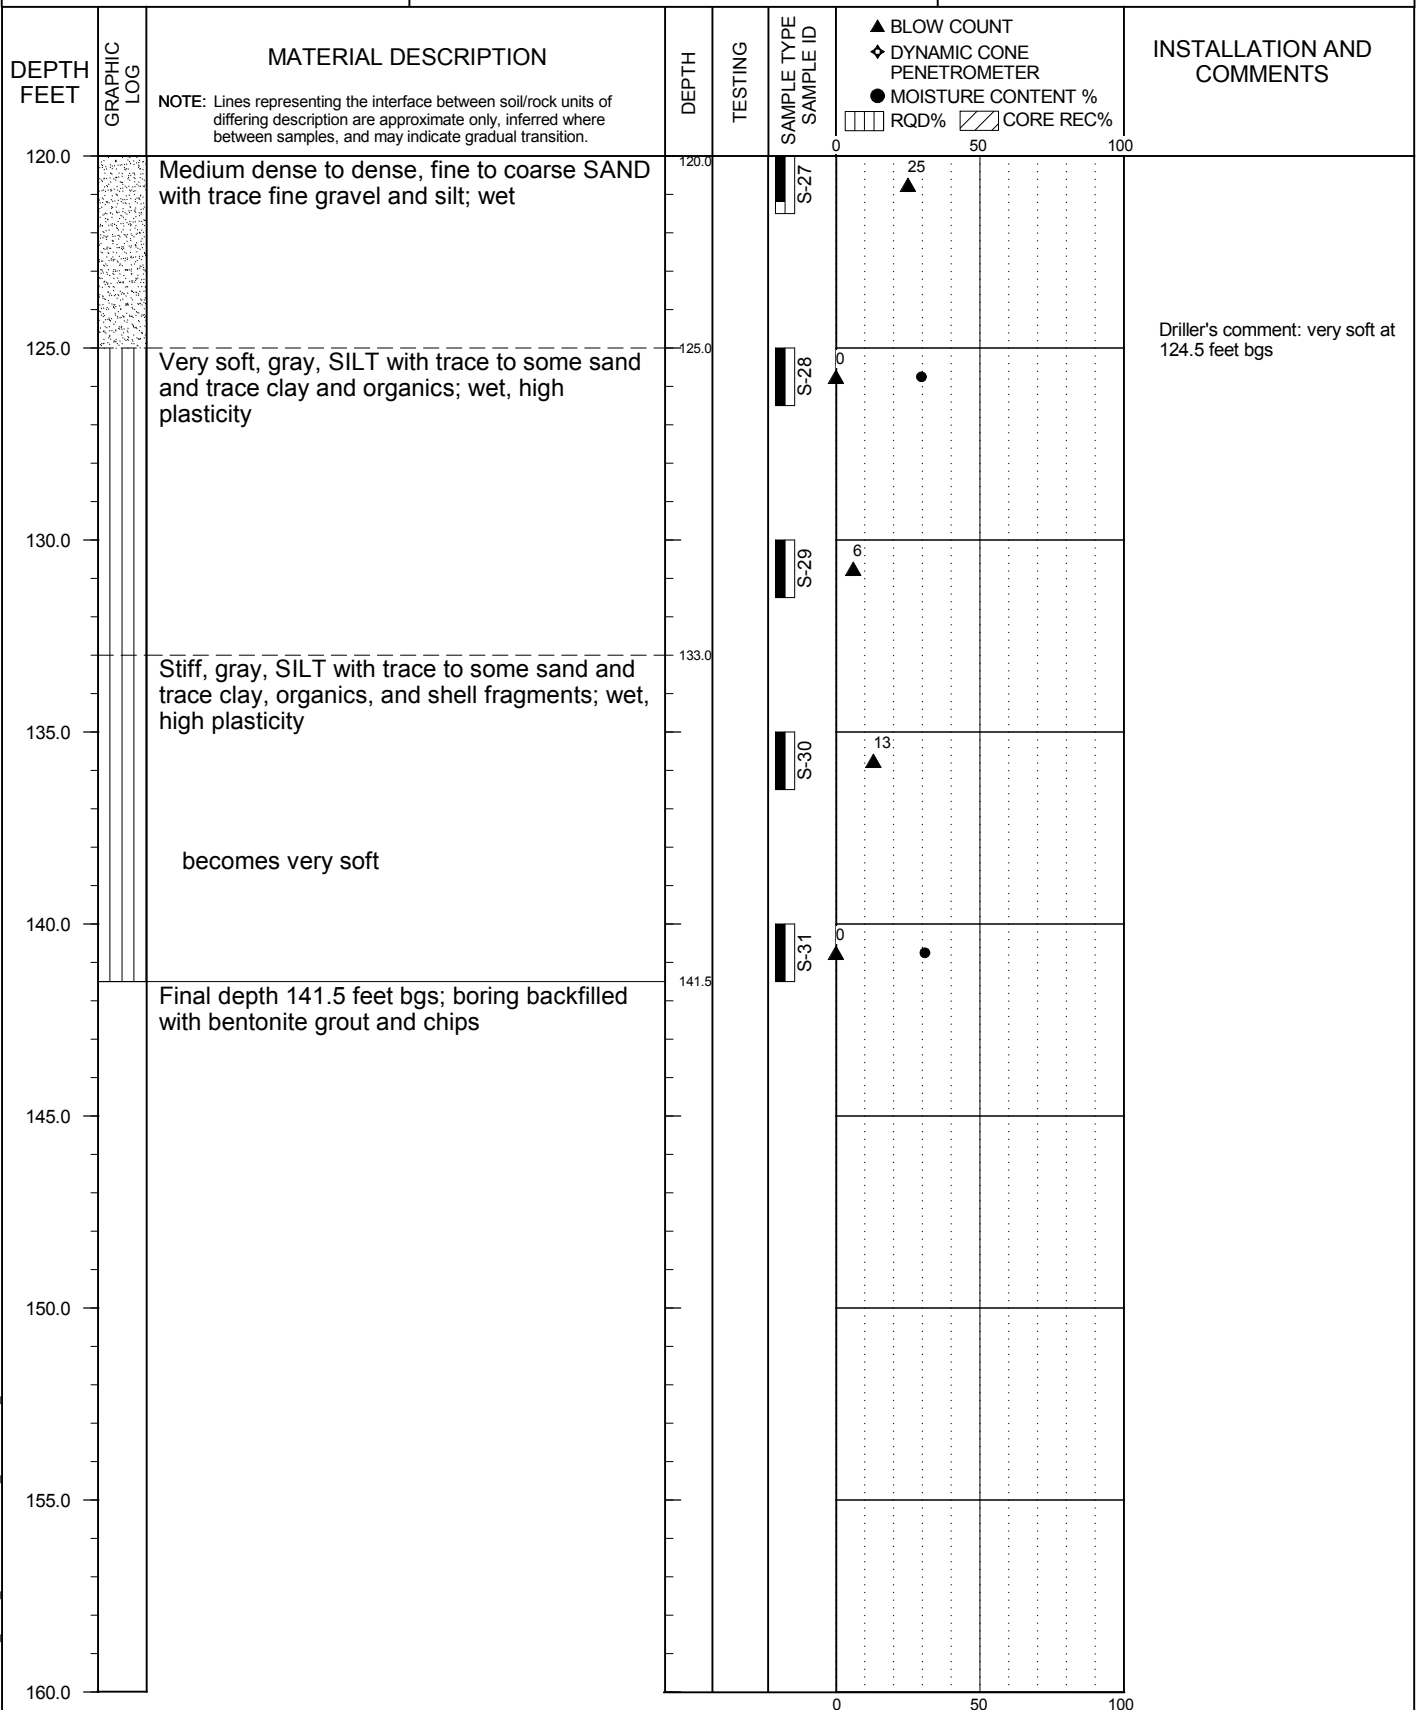 DEPTH
FEET
GRAPHIC
LOG
MATERIAL DESCRIPTION
NOTE: Lines representing the interface between soil/rock units of
differing description are approximate only, inferred where
between samples, and may indicate gradual transition.
DEPTH
TESTING
SAMPLE TYPE
SAMPLE ID
▲ BLOW COUNT
DYNAMIC CONE
PENETROMETER
● MOISTURE CONTENT %
RQD% CORE REC%
0 50 100
INSTALLATION AND
COMMENTS
120.0
Medium dense to dense, fine to coarse SAND
with trace fine gravel and silt; wet
120.0
S-27
25
Driller's comment: very soft at
124.5 feet bgs
125.0
Very soft, gray, SILT with trace to some sand
and trace clay and organics; wet, high
plasticity
125.0
S-28
0
130.0
S-29
6
Stiff, gray, SILT with trace to some sand and
trace clay, organics, and shell fragments; wet,
high plasticity
133.0
135.0
S-30
13
becomes very soft
140.0
S-31
0
141.5
Final depth 141.5 feet bgs; boring backfilled
with bentonite grout and chips
145.0
150.0
155.0
160.0
0 50 100